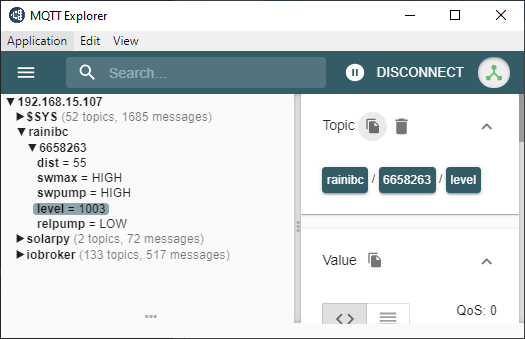 MQTT Explorer
Application Edit View
Search... DISCONNECT
192.168.15.107
$SYS (52 topics, 1685 messages)
rainibc
6658263
dist = 55
swmax = HIGH
swpump = HIGH
level = 1003
relpump = LOW
solarpy (2 topics, 72 messages)
iobroker (133 topics, 517 messages)
Topic
rainibc / 6658263 / level
Value
QoS: 0